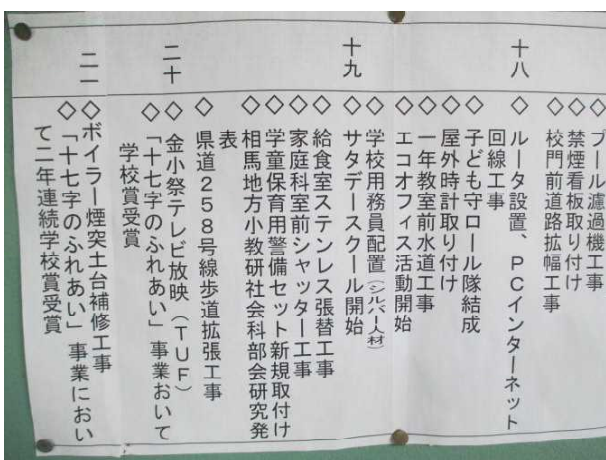 ◇プール濾過機工事
◇禁煙看板取り付け
◇校門前道路拡幅工事
十八
◇ルータ設置、ＰＣインターネット
回線工事
◇子ども守ロール隊結成
◇屋外時計取り付け
◇一年教室前水道工事
◇エコオフィス活動開始
◇学校用務員配置（シルバー人材）
十九
◇サタデースクール開始
◇給食室ステンレス張替工事
◇家庭科室前シャッター工事
◇学童保育用警備セット新規取付け
◇相馬地方小教研社会科部会研究発
表
◇県道２５８号線歩道拡張工事
二十
◇金小祭テレビ放映（ＴＵＦ）
◇「十七字のふれあい」事業おいて
学校賞受賞
二一
◇ボイラー煙突土台補修工事
◇「十七字のふれあい」事業におい
て二年連続学校賞受賞